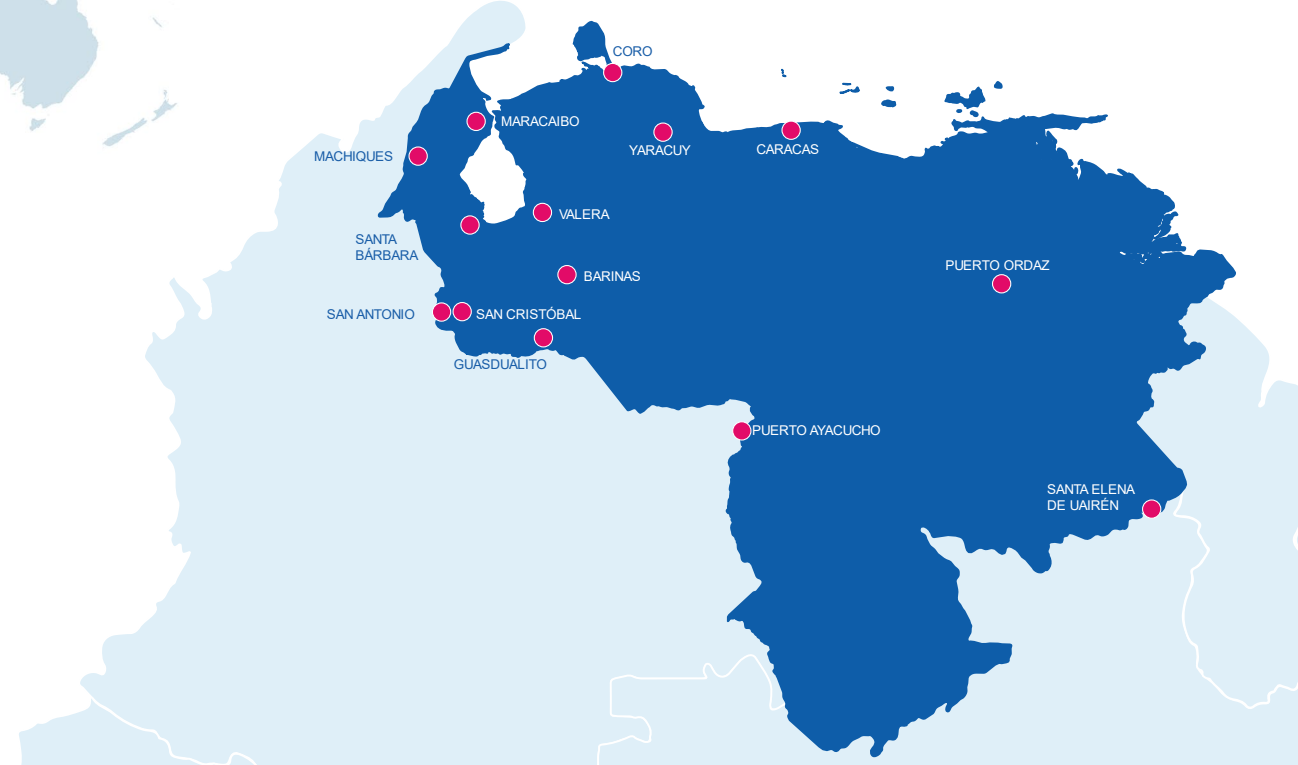 CORO
MARACAIBO
YARACUY
CARACAS
MACHIQUES
VALERA
SANTA
BÁRBARA
BARINAS
PUERTO ORDAZ
SAN ANTONIO
SAN CRISTÓBAL
GUASDUALITO
PUERTO AYACUCHO
SANTA ELENA
DE UAIRÉN